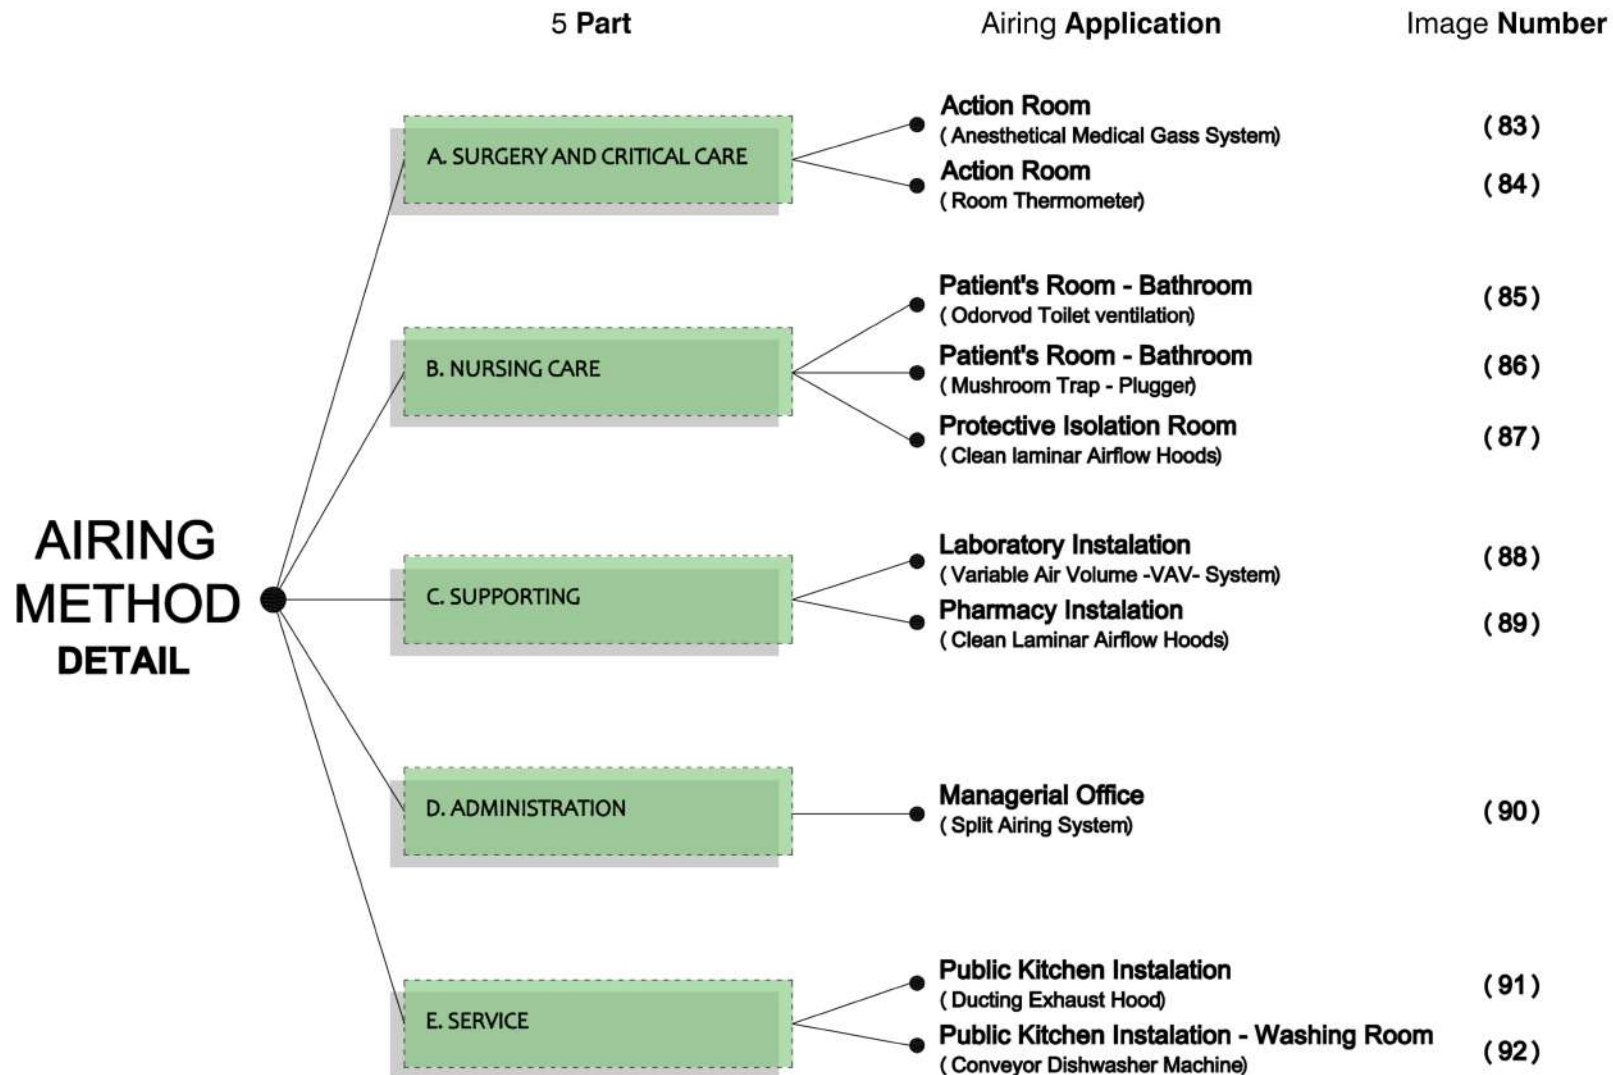 5 Part Airing Application Image Number
A. SURGERY AND CRITICAL CARE
Action Room
( Anesthetical Medical Gass System)
(83)
Action Room
( Room Thermometer)
(84)
B. NURSING CARE
Patient's Room - Bathroom
( Odorvod Toilet ventilation)
(85)
Patient's Room - Bathroom
( Mushroom Trap - Plugger)
(86)
Protective Isolation Room
( Clean laminar Airflow Hoods)
(87)
AIRING
METHOD
DETAIL
C. SUPPORTING
Laboratory Instalation
( Variable Air Volume -VAV- System)
(88)
Pharmacy Instalation
( Clean Laminar Airflow Hoods)
(89)
D. ADMINISTRATION
Managerial Office
( Split Airing System)
(90)
E. SERVICE
Public Kitchen Instalation
( Ducting Exhaust Hood)
(91)
Public Kitchen Instalation - Washing Room
( Conveyor Dishwasher Machine)
(92)